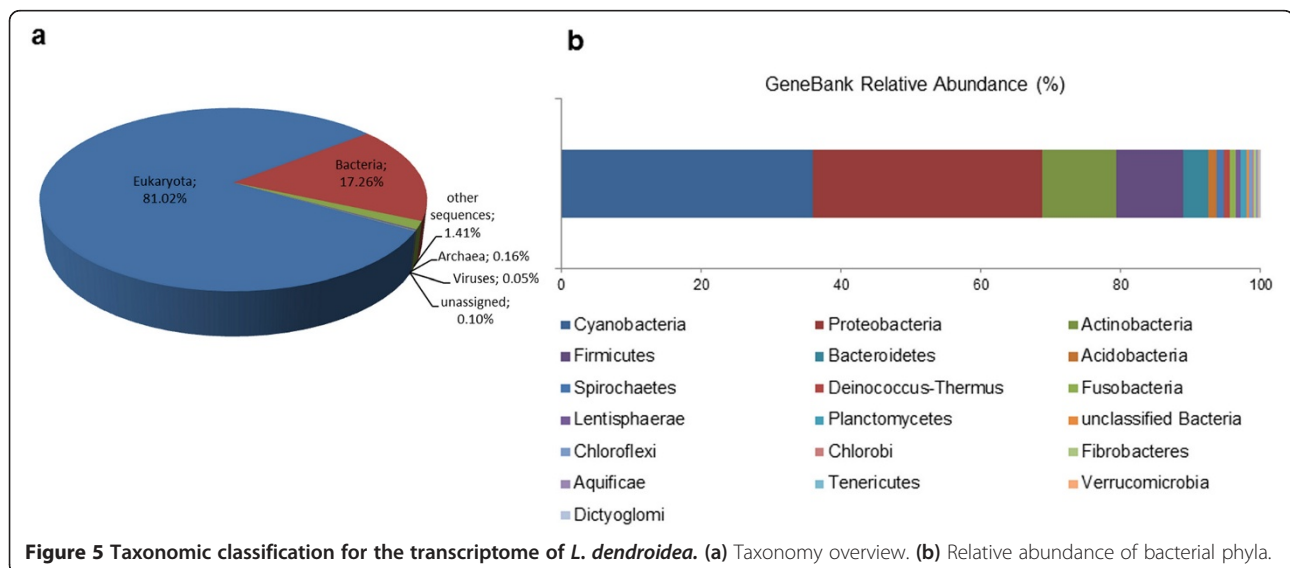 a
b
Eukaryota;
81.02%
Bacteria;
17.26%
other
sequences;
1.41%
Archaea; 0.16%
Viruses; 0.05%
unassigned;
0.10%
GeneBank Relative Abundance (%)
0 20 40 60 80 100
Cyanobacteria Proteobacteria Actinobacteria
Firmicutes Bacteroidetes Acidobacteria
Spirochaetes Deinococcus-Thermus Fusobacteria
Lentisphaerae Planctomycetes unclassified Bacteria
Chloroflexi Chlorobi Fibrobacteres
Aquificae Tenericutes Verrucomicrobia
Dictyoglomi
Figure 5 Taxonomic classification for the transcriptome of L. dendroidea. (a) Taxonomy overview. (b) Relative abundance of bacterial phyla.